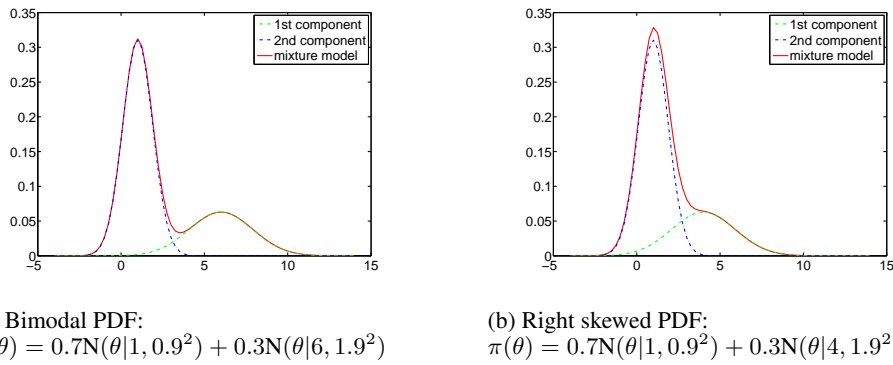 0.35
0.3
0.25
0.2
0.15
0.1
0.05
0
−5
0
5
10
15
1st component
2nd component
mixture model
0.35
0.3
0.25
0.2
0.15
0.1
0.05
0
−5
0
5
10
15
1st component
2nd component
mixture model
Bimodal PDF:
θ) = 0.7N(θ|1, 0.9²) + 0.3N(θ|6, 1.9²)
(b) Right skewed PDF:
π(θ) = 0.7N(θ|1, 0.9²) + 0.3N(θ|4, 1.9²